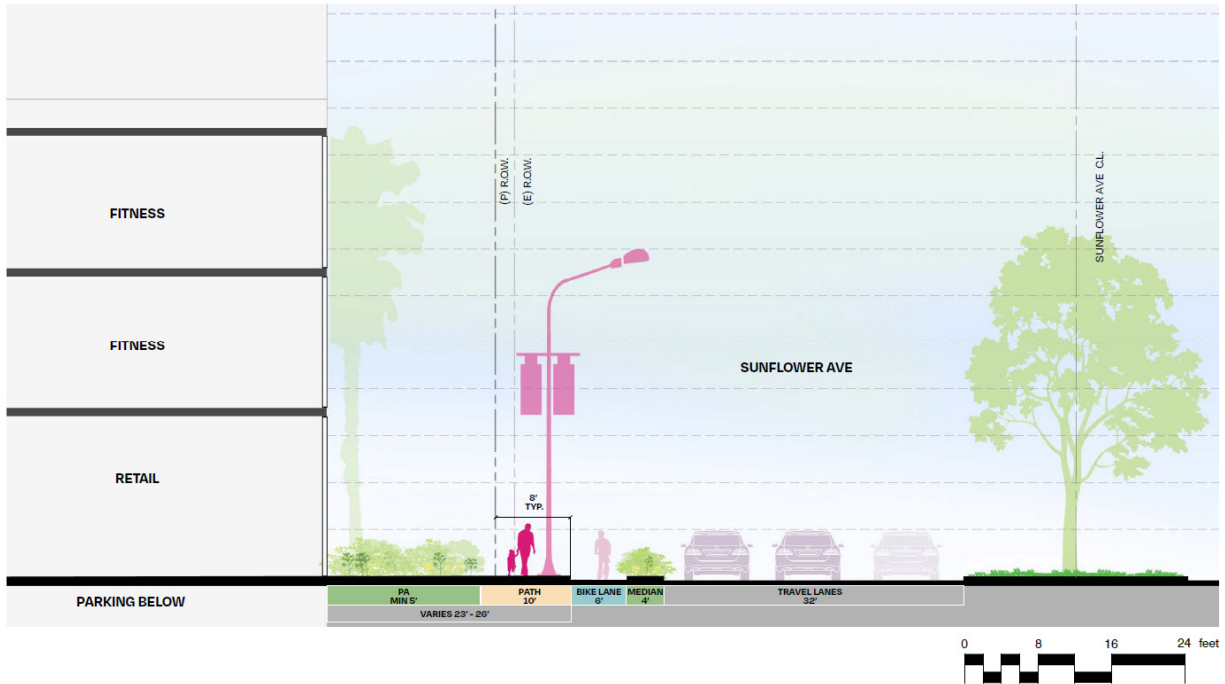 FITNESS
FITNESS
RETAIL
PARKING BELOW
(P) R.O.W.
(E) R.O.W.
SUNFLOWER AVE C.L.
SUNFLOWER AVE
8'
TYP.
PA
MIN 5'
PATH
10'
BIKE LANE
6'
MEDIAN
4'
TRAVEL LANES
32'
VARIES 23' - 26'
0 8 16 24 feet